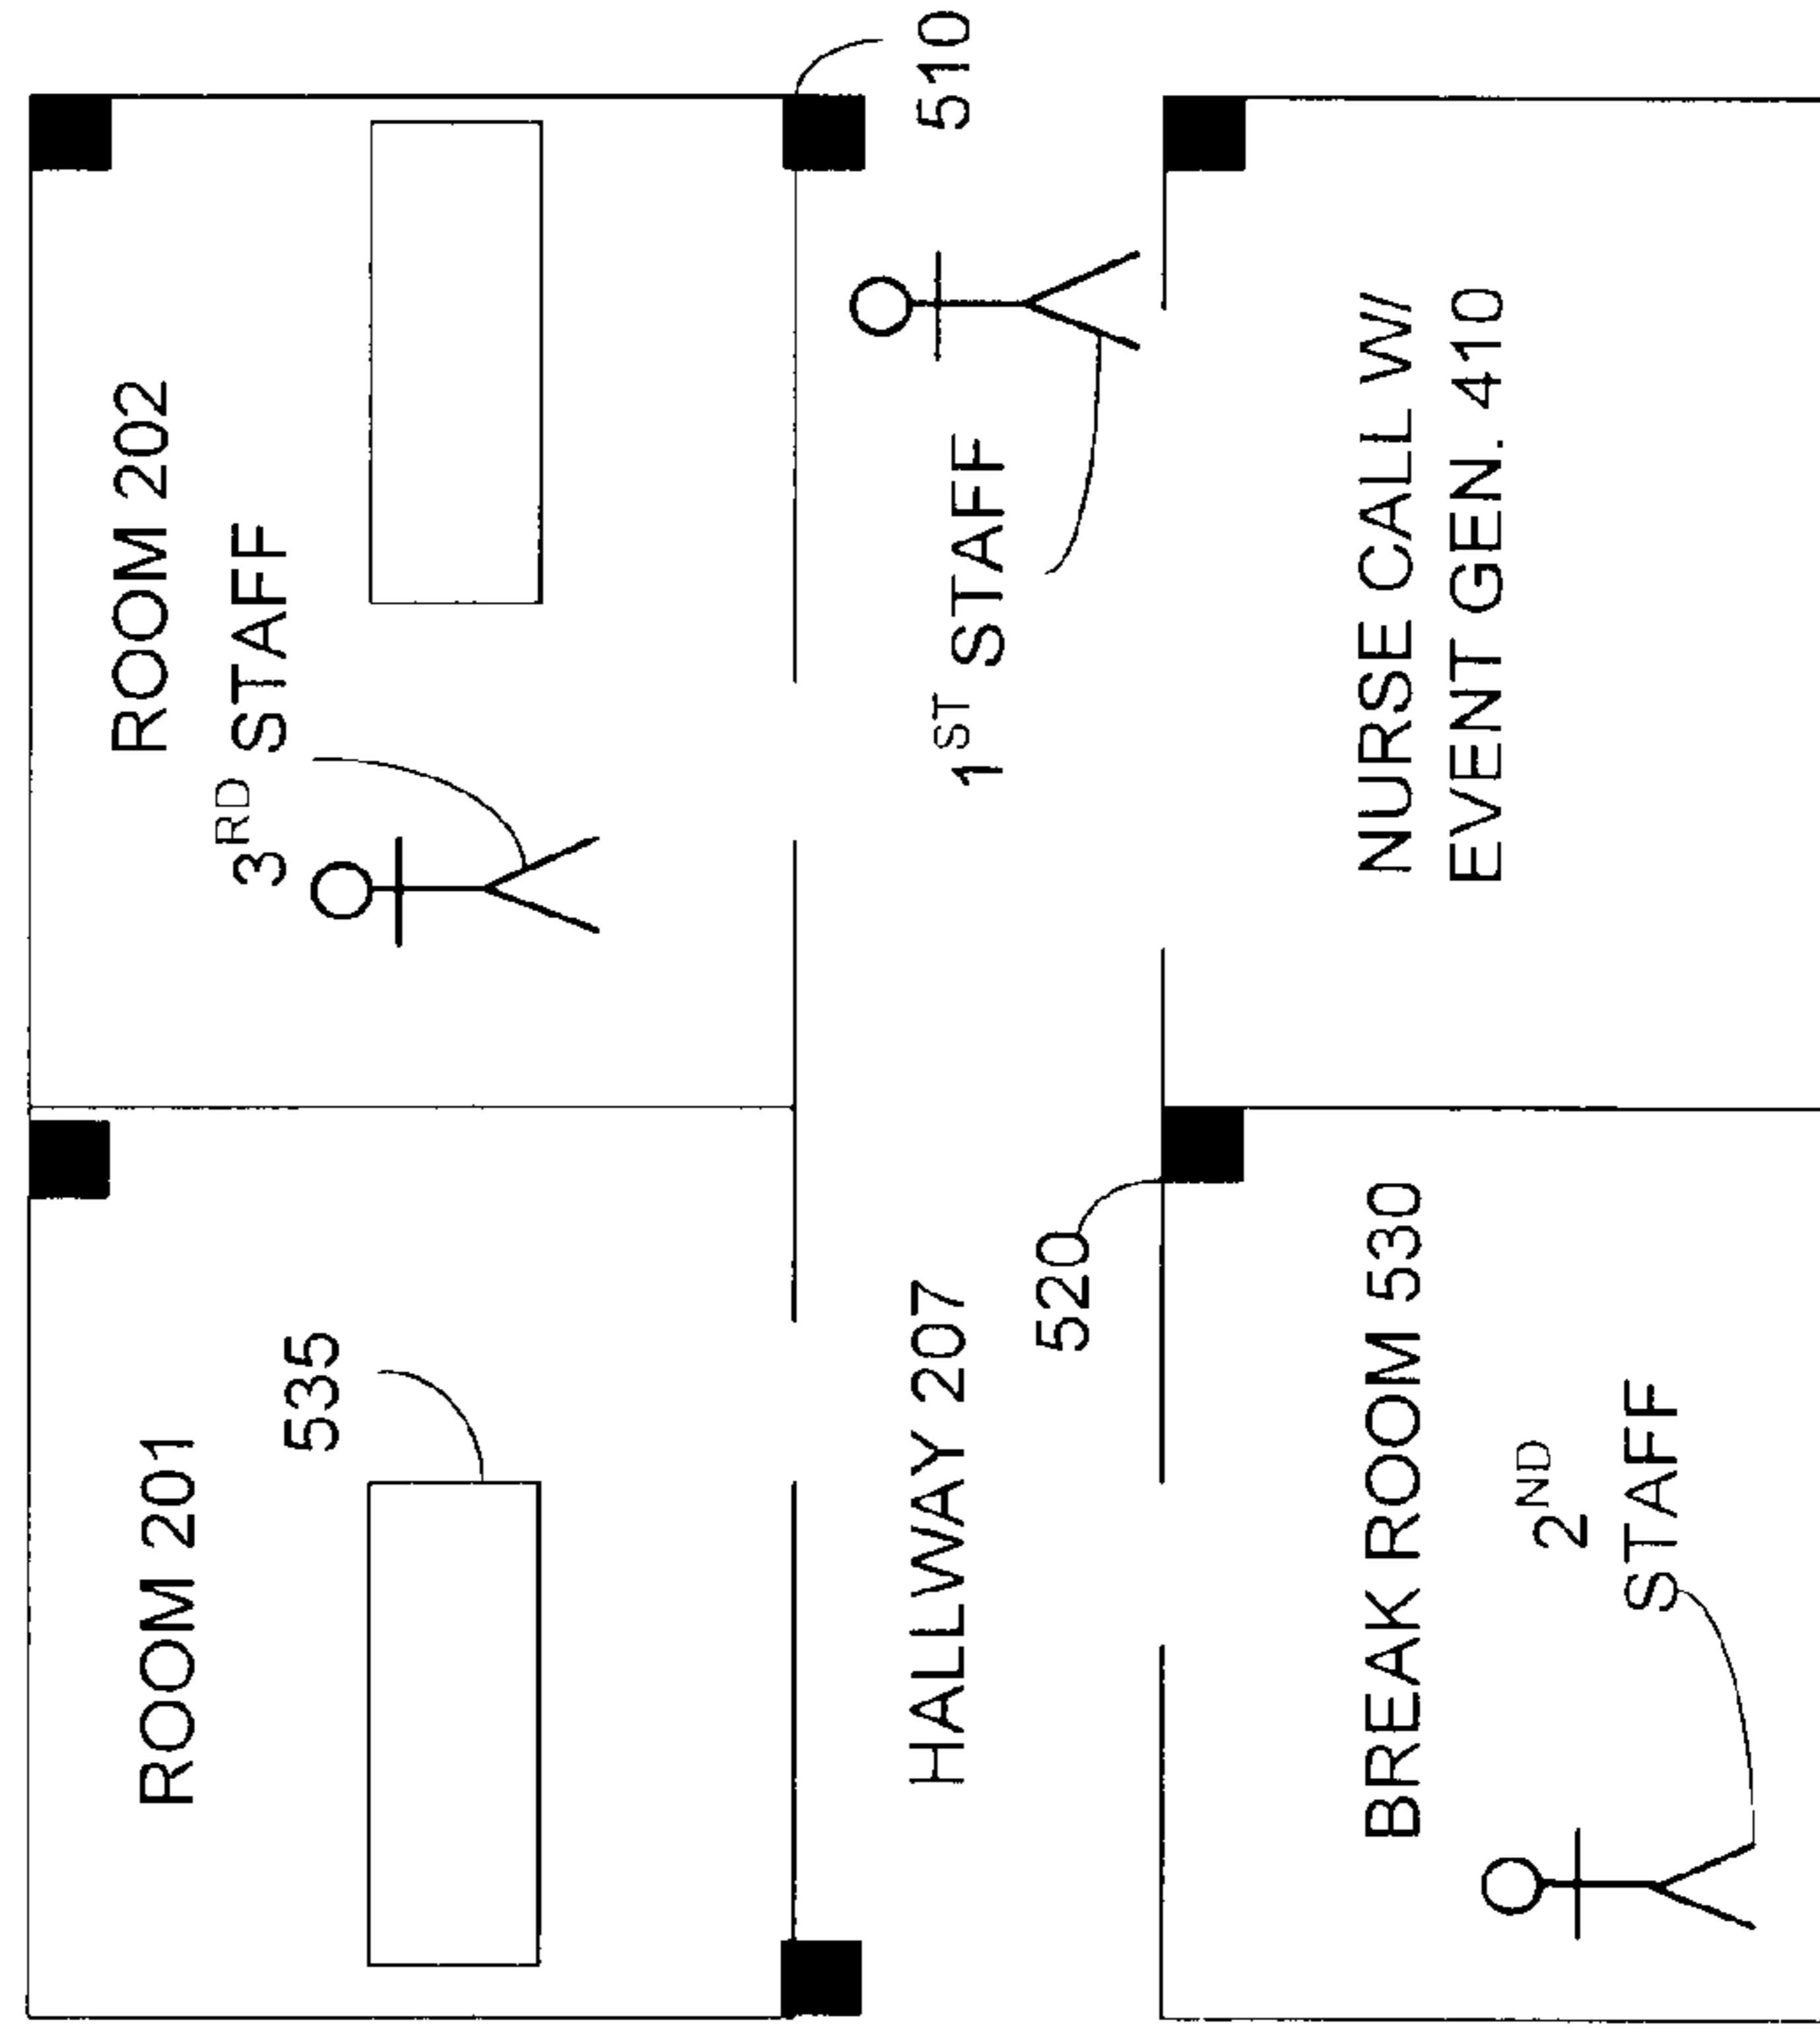 ROOM 201
535
ROOM 202
3RD STAFF
510
HALLWAY 207
520
1ST STAFF
BREAK ROOM 530
2ND
STAFF
NURSE CALL W/
EVENT GEN. 410